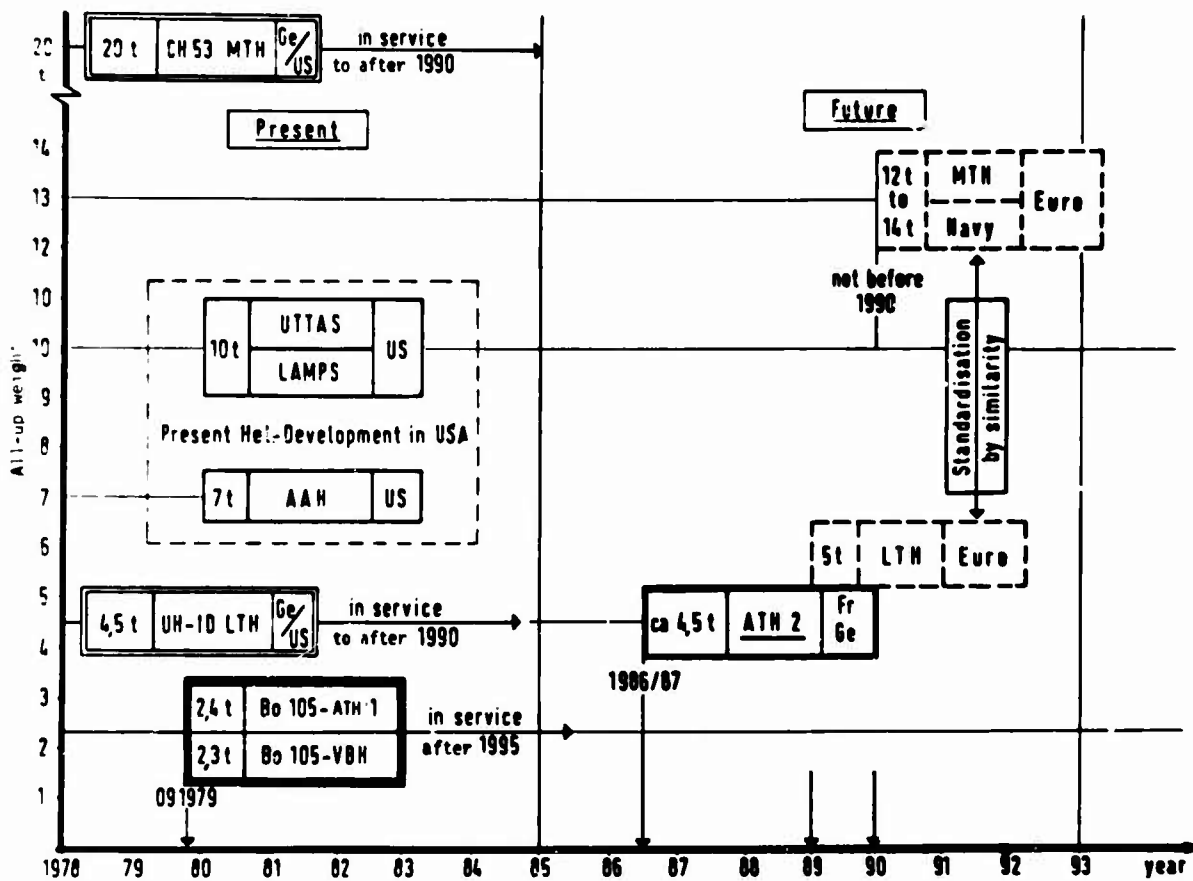 20
t
20 t
CH 53 MTH
Ge/
US
in service
to after 1990
Present
Future
14
13
12
10
10
9
8
7
6
5
4
3
2
1
All-up weight
12t
to
14t
MTH
Navy
Euro
not before
1990
10t
UTTAS
LAMPS
US
Present Hel-Development in USA
7t
AAH
US
Standardisation
by similarity
5t
LTH
Euro
4,5 t
UH-1D LTH
Ge/
US
in service
to after 1990
ca 4,5t
ATH 2
Fr
Ge
1986/87
2,4 t
Bo 105-ATH 1
2,3t
Bo 105-VBH
in service
after 1995
091979
1978 79 80 81 82 83 84 85 86 87 88 89 90 91 92 93 year